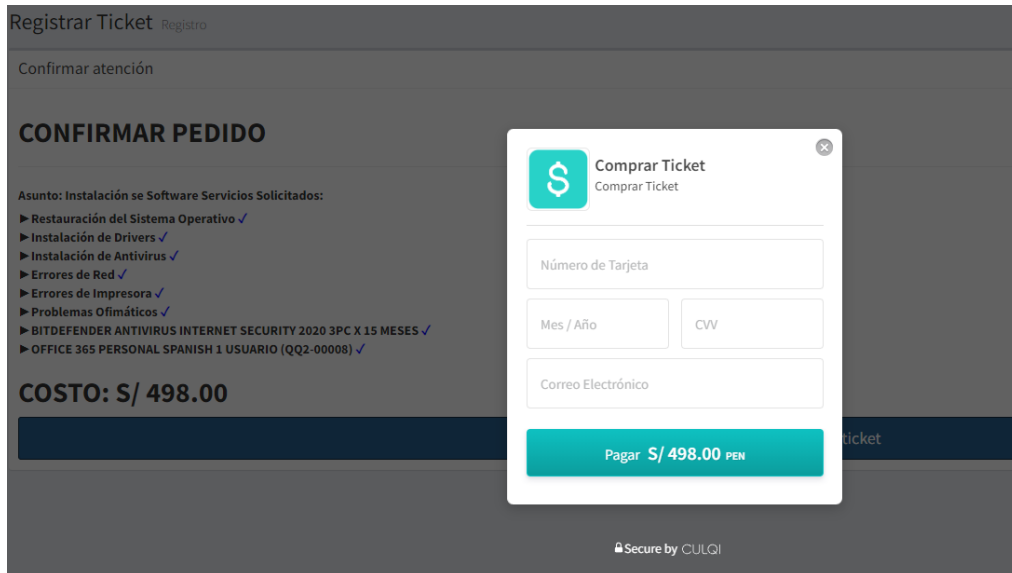 Registrar Ticket Registro
Confirmar atención
CONFIRMAR PEDIDO
Asunto: Instalación se Software Servicios Solicitados:
►Restauración del Sistema Operativo ✓
►Instalación de Drivers ✓
►Instalación de Antivirus ✓
►Errores de Red ✓
►Errores de Impresora ✓
►Problemas Ofimáticos ✓
►BITDEFENDER ANTIVIRUS INTERNET SECURITY 2020 3PC X 15 MESES ✓
►OFFICE 365 PERSONAL SPANISH 1 USUARIO (QQ2-00008) ✓
COSTO: S/ 498.00
ticket
$
Comprar Ticket
Comprar Ticket
Número de Tarjeta
Mes / Año
CVV
Correo Electrónico
Pagar S/ 498.00 PEN
Secure by CULQI